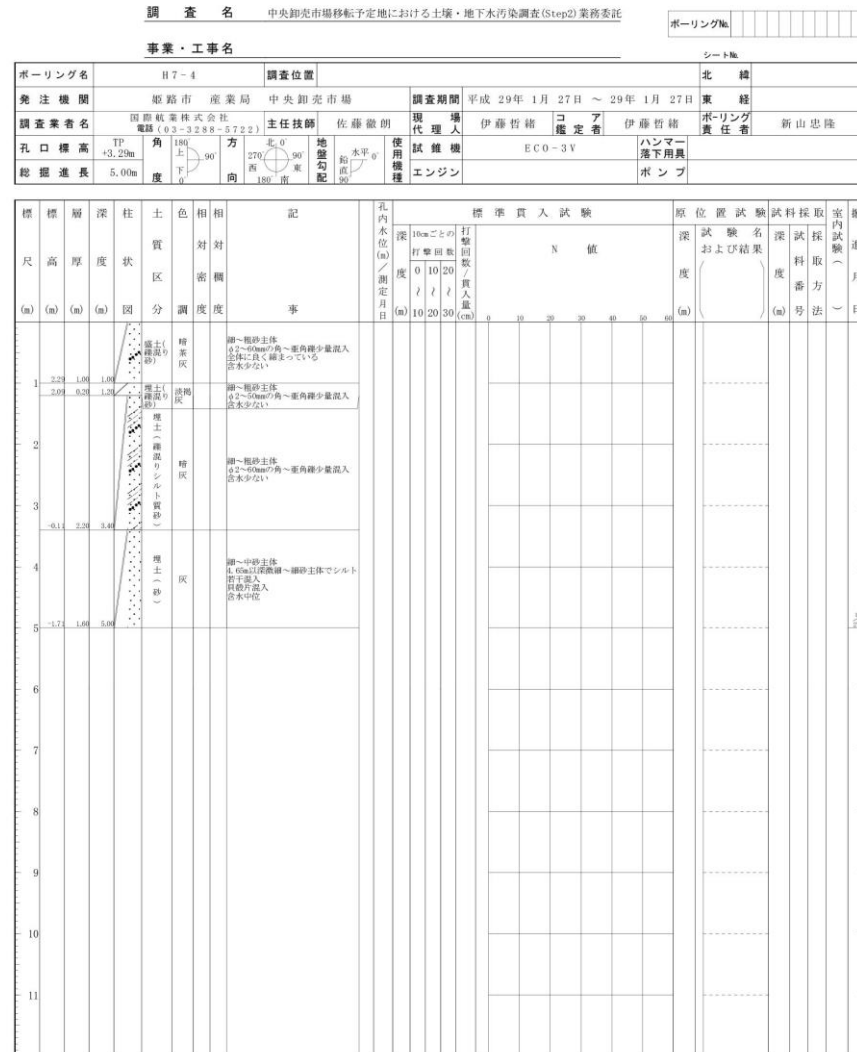 調査名 中央卸売市場移転予定地における土壌・地下水汚染調査(Step2)業務委託
ボーリング№
事業・工事名
シート№
ボーリング名 H7-4 調査位置 北緯
発注機関 姫路市 産業局 中央卸売市場 調査期間 平成 29年 1月 27日 ～ 29年 1月 27日 東経
調査業者名 国際航業株式会社 電話(03-3288-5722) 主任技師 佐藤徹朗 現場代理人 伊藤哲緒 コア鑑定者 伊藤哲緒 ボーリング責任者 新山忠隆
孔口標高 TP +3.29m 角度 180° 上 下 0° 90° 方向 北 0° 270° 西 90° 東 180° 南 地盤勾配 水平 0° 鉛直 90° 使用機種 試錐機 ECO-3V ハンマー落下用具
総掘進長 5.00m エンジン ポンプ
標尺(m) 標高(m) 層厚(m) 深度(m) 柱状図 土質区分 色調 相対密度 相対稠度 記事 孔内水位(m)/測定月日 標準貫入試験 原位置試験 試料採取 室内試験( )
深度(m) 10cmごとの打撃回数 打撃回数/貫入量(cm) N値 深度(m) 試験名および結果 深度(m) 試料番号 採取方法
0 10 20
～ ～ ～
10 20 30 0 10 20 30 40 50 60
盛土(礫混り砂) 暗茶灰 細～粗砂主体
φ2～60mmの角～亜角礫少量混入
全体に良く締まっている
含水少ない
1 2.29 1.00 1.00
埋土(礫混り砂) 淡褐灰 細～粗砂主体
2.09 0.20 1.20 φ2～50mmの角～亜角礫少量混入
含水少ない
2
埋土(礫混りシルト質砂) 暗灰 細～粗砂主体
φ2～60mmの角～亜角礫少量混入
含水少ない
3
-0.11 2.20 3.40
4
埋土(砂) 灰 細～中砂主体
4.65m以深微細～細砂主体でシルト
若干混入
貝殻片混入
含水中位
5 -1.71 1.60 5.00
6
7
8
9
10
11